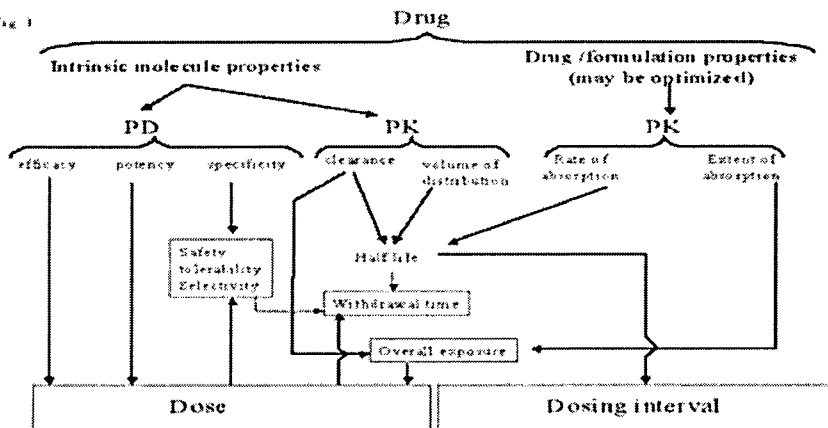 Fig. 1
Drug
Intrinsic molecule properties
Drug /formulation properties
(may be optimized)
PD
PK
PK
efficacy
potency
specificity
clearance
volume of
distribution
Rate of
absorption
Extent of
absorption
Safety
tolerability
Selectivity
Half life
Withdrawal time
Overall exposure
Dose
Dosing interval